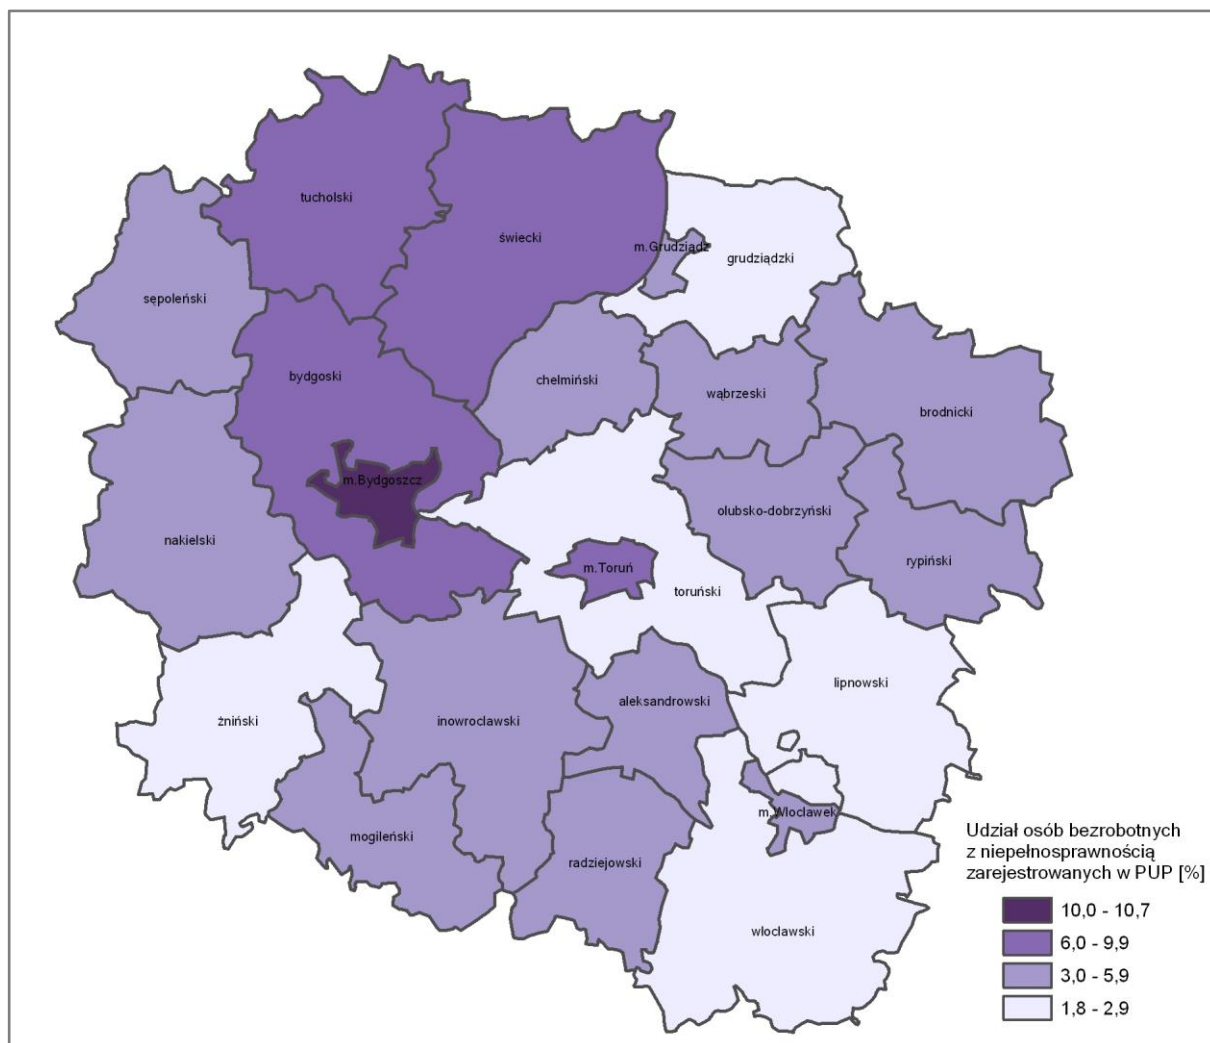 tucholski
świecki
m.Grudziądz
grudziądzki
sępoleński
bydgoski
chelmiński
wąbrzeski
brodnicki
m.Bydgoszcz
olubsko-dobrzyński
nakielski
rypiński
m.Toruń
toruński
lipnowski
aleksandrowski
żniński
inowrocławski
m.Włocławek
mogileński
radziejowski
włocławski
Udział osób bezrobotnych
z niepełnosprawnością
zarejestrowanych w PUP [%]
10,0 - 10,7
6,0 - 9,9
3,0 - 5,9
1,8 - 2,9